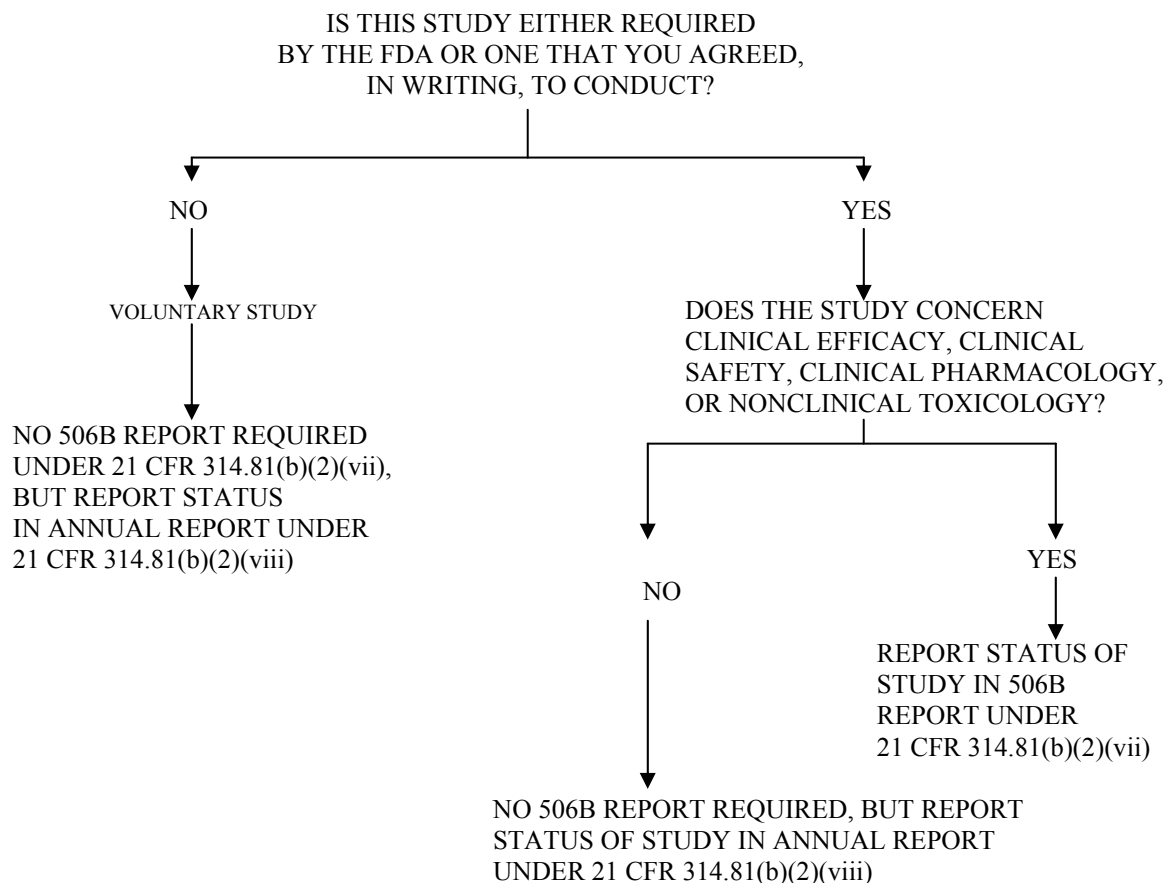 IS THIS STUDY EITHER REQUIRED
BY THE FDA OR ONE THAT YOU AGREED,
IN WRITING, TO CONDUCT?
NO
YES
VOLUNTARY STUDY
DOES THE STUDY CONCERN
CLINICAL EFFICACY, CLINICAL
SAFETY, CLINICAL PHARMACOLOGY,
OR NONCLINICAL TOXICOLOGY?
NO 506B REPORT REQUIRED
UNDER 21 CFR 314.81(b)(2)(vii),
BUT REPORT STATUS
IN ANNUAL REPORT UNDER
21 CFR 314.81(b)(2)(viii)
NO
YES
REPORT STATUS OF
STUDY IN 506B
REPORT UNDER
21 CFR 314.81(b)(2)(vii)
NO 506B REPORT REQUIRED, BUT REPORT
STATUS OF STUDY IN ANNUAL REPORT
UNDER 21 CFR 314.81(b)(2)(viii)